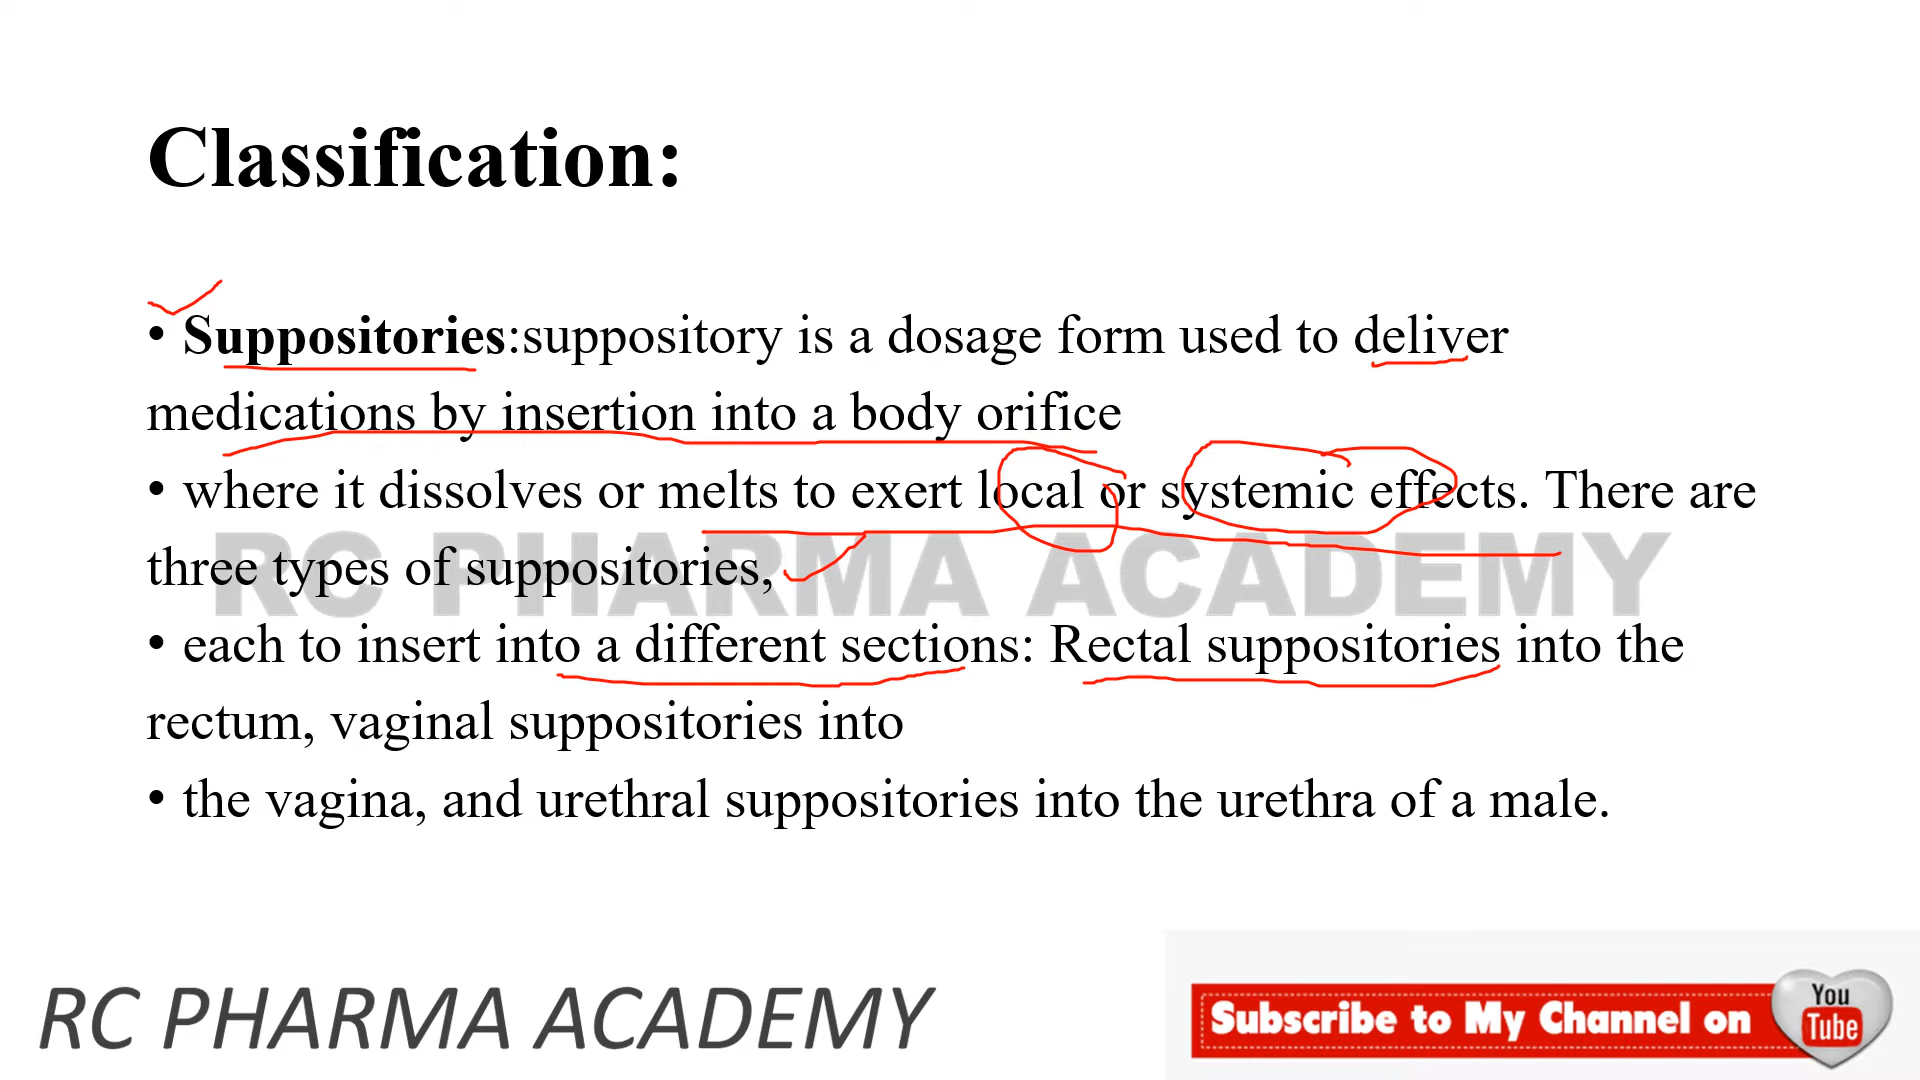 Classification:
• Suppositories:suppository is a dosage form used to deliver
medications by insertion into a body orifice
• where it dissolves or melts to exert local or systemic effects. There are
three types of suppositories,
RC PHARMA ACADEMY
• each to insert into a different sections: Rectal suppositories into the
rectum, vaginal suppositories into
• the vagina, and urethral suppositories into the urethra of a male.
RC PHARMA ACADEMY
Subscribe to My Channel on
You
Tube